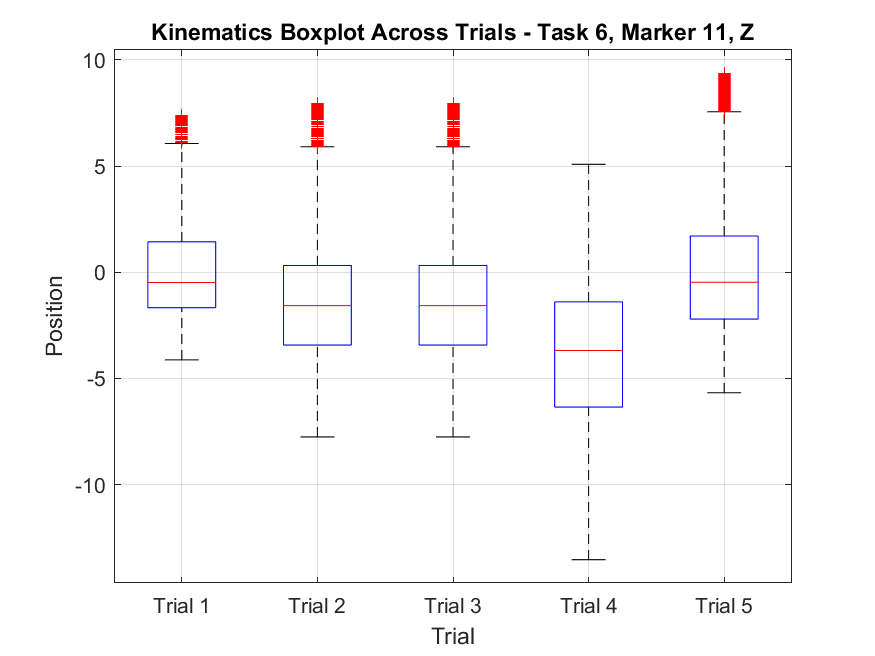 Kinematics Boxplot Across Trials - Task 6, Marker 11, Z
10
5
0
-5
-10
Position
Trial 1 Trial 2 Trial 3 Trial 4 Trial 5
Trial